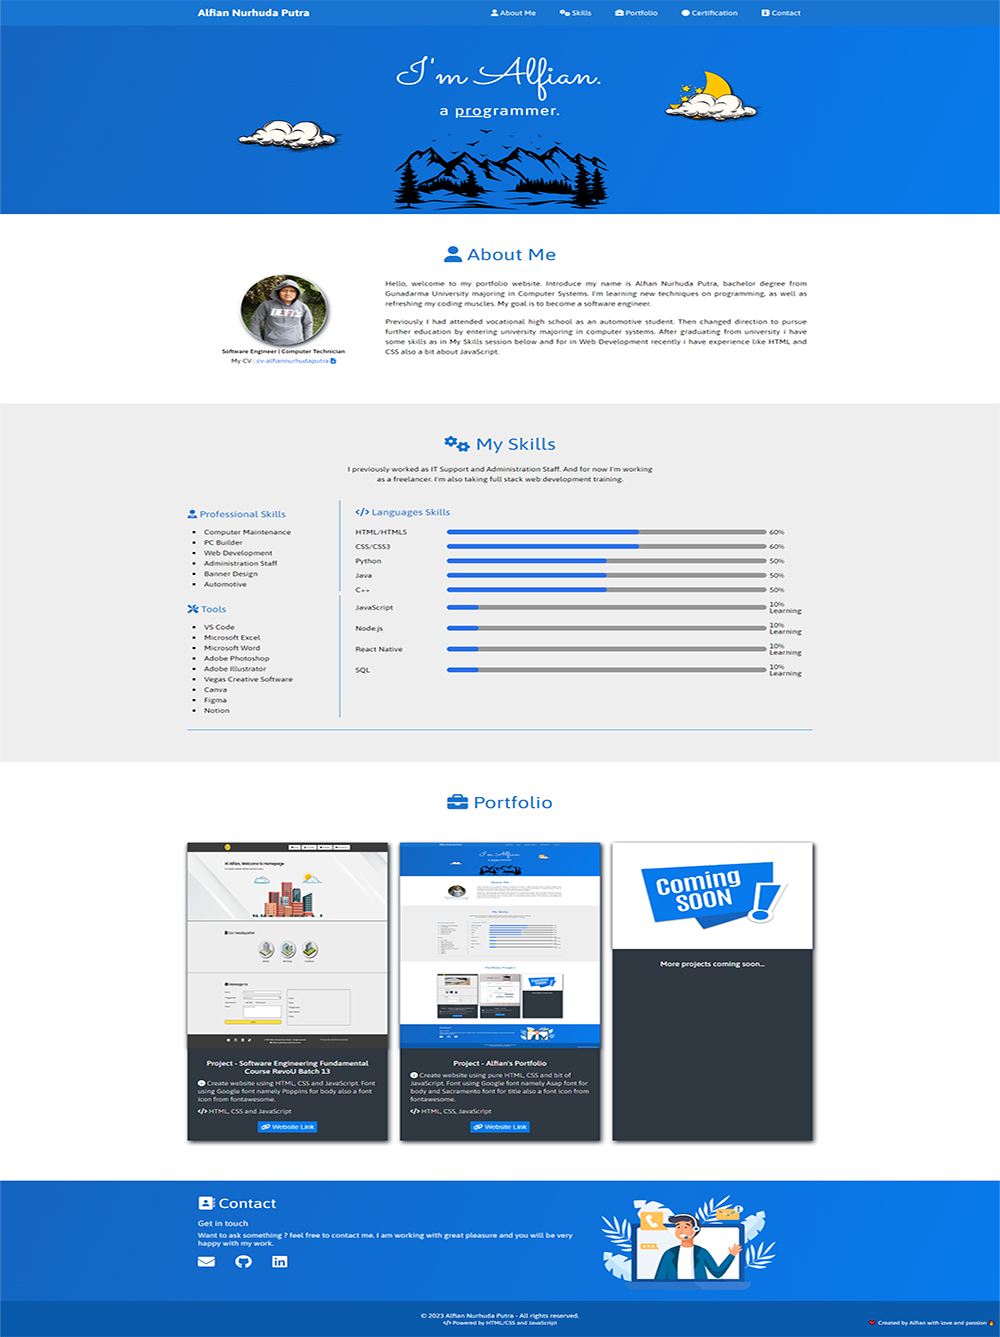 Alfian Nurhuda Putra
About Me
Skills
Portfolio
Certification
Contact
I'm Alfian.
a programmer.
About Me
Hello, welcome to my portfolio website. Introduce my name is Alfian Nurhuda Putra, bachelor degree from
Gunadarma University majoring in Computer Systems. I'm learning new techniques on programming, as well as
refreshing my coding muscles. My goal is to become a software engineer.
Previously I had attended vocational high school as an automotive student. Then changed direction to pursue
further education by entering university majoring in computer systems. After graduating from university i have
some skills as in My Skills session below and for in Web Development recently i have experience like HTML and
CSS also a bit about JavaScript.
Software Engineer | Computer Technician
My CV : cv-alfiannurhudaputra
My Skills
I previously worked as IT Support and Administration Staff. And for now I'm working
as a freelancer. I'm also taking full stack web development training.
Professional Skills
Computer Maintenance
PC Builder
Web Development
Administration Staff
Banner Design
Automotive
Tools
VS Code
Microsoft Excel
Microsoft Word
Adobe Photoshop
Adobe Illustrator
Vegas Creative Software
Canva
Figma
Notion
Languages Skills
HTML/HTML5 60%
CSS/CSS3 60%
Python 50%
Java 50%
C++ 50%
JavaScript 10%
Learning
Node.js 10%
Learning
React Native 10%
Learning
SQL 10%
Learning
Portfolio
Hi Alfian, Welcome to Homepage
Our Headquarter
Message Us
Project - Software Engineering Fundamental
Course RevoU Batch 13
Create website using HTML, CSS and JavaScript. Font
using Google font namely Poppins for body also a font
icon from fontawesome.
HTML, CSS and JavaScript
Website Link
I'm Alfian.
About Me
My Skills
Portfolio Project
Project - Alfian's Portfolio
Create website using pure HTML, CSS and bit of
JavaScript. Font using Google font namely Asap font for
body and Sacramento font for title also a font icon from
fontawesome.
HTML, CSS, JavaScript
Website Link
Coming
SOON
More projects coming soon...
Contact
Get in touch
Want to ask something ? feel free to contact me. I am working with great pleasure and you will be very
happy with my work.
© 2023 Alfian Nurhuda Putra - All rights reserved.
Powered by HTML/CSS and JavaScript
Created by Alfian with love and passion